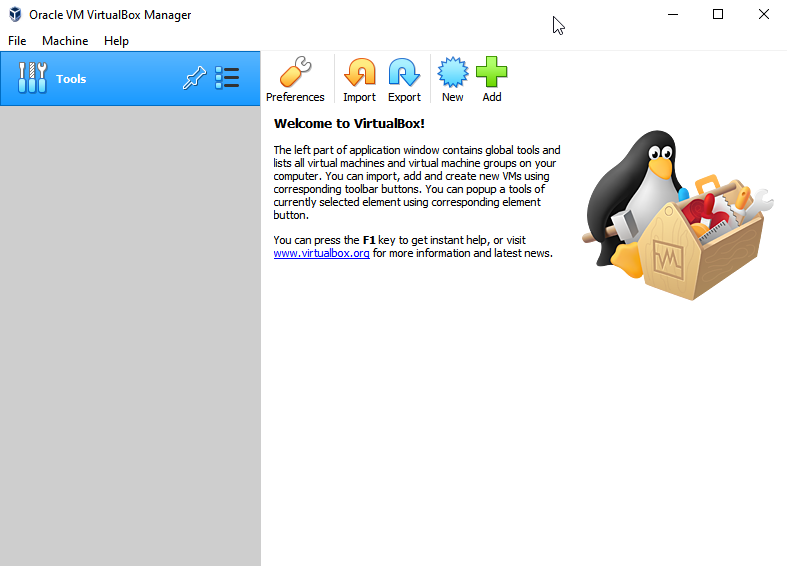 Oracle VM VirtualBox Manager
File Machine Help
Tools
Preferences Import Export New Add
Welcome to VirtualBox!
The left part of application window contains global tools and
lists all virtual machines and virtual machine groups on your
computer. You can import, add and create new VMs using
corresponding toolbar buttons. You can popup a tools of
currently selected element using corresponding element
button.
You can press the F1 key to get instant help, or visit
www.virtualbox.org for more information and latest news.